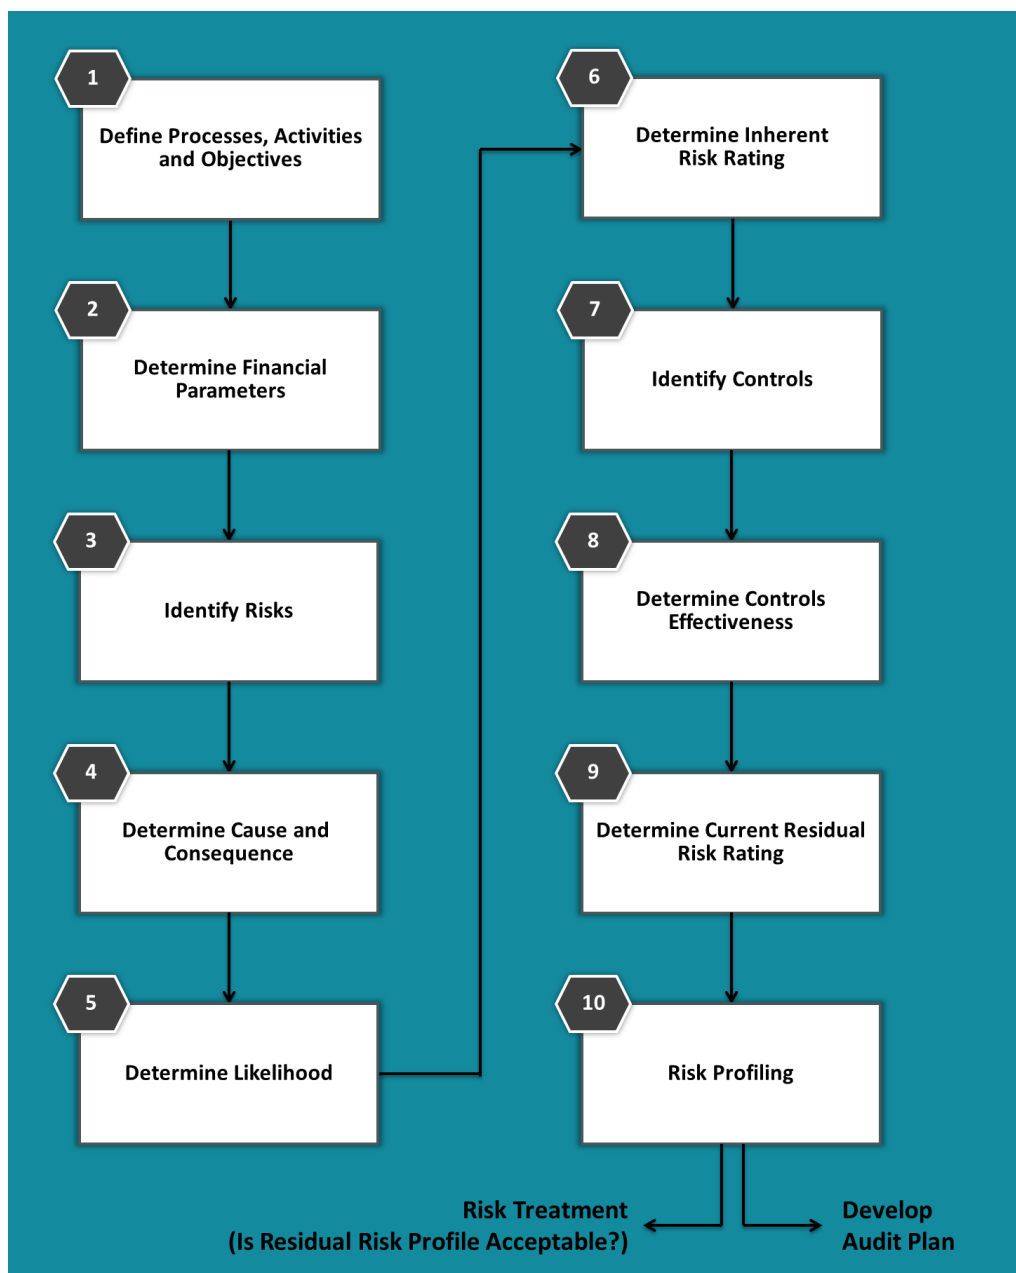 1
Define Processes, Activities
and Objectives
2
Determine Financial
Parameters
3
Identify Risks
4
Determine Cause and
Consequence
5
Determine Likelihood
6
Determine Inherent
Risk Rating
7
Identify Controls
8
Determine Controls
Effectiveness
9
Determine Current Residual
Risk Rating
10
Risk Profiling
Risk Treatment
(Is Residual Risk Profile Acceptable?)
Develop
Audit Plan